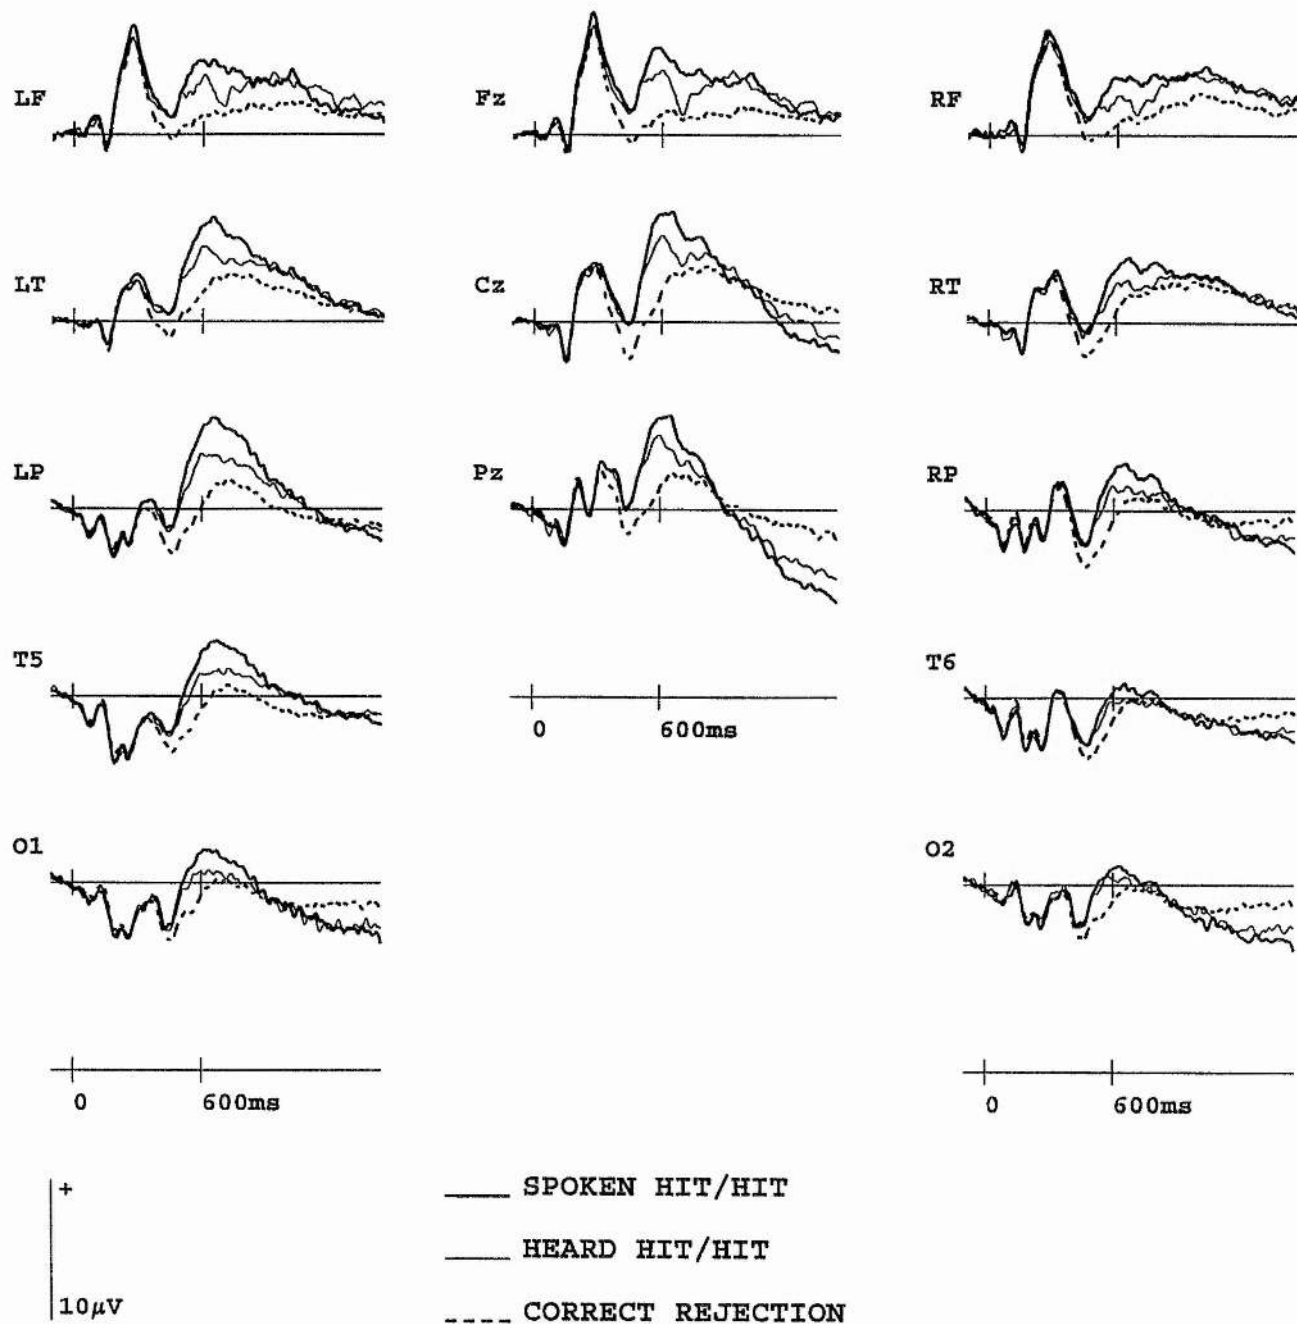 LF
Fz
RF
LT
Cz
RT
LP
Pz
RP
T5
T6
0
600ms
O1
O2
0
600ms
0
600ms
+
10μV
SPOKEN HIT/HIT
HEARD HIT/HIT
CORRECT REJECTION